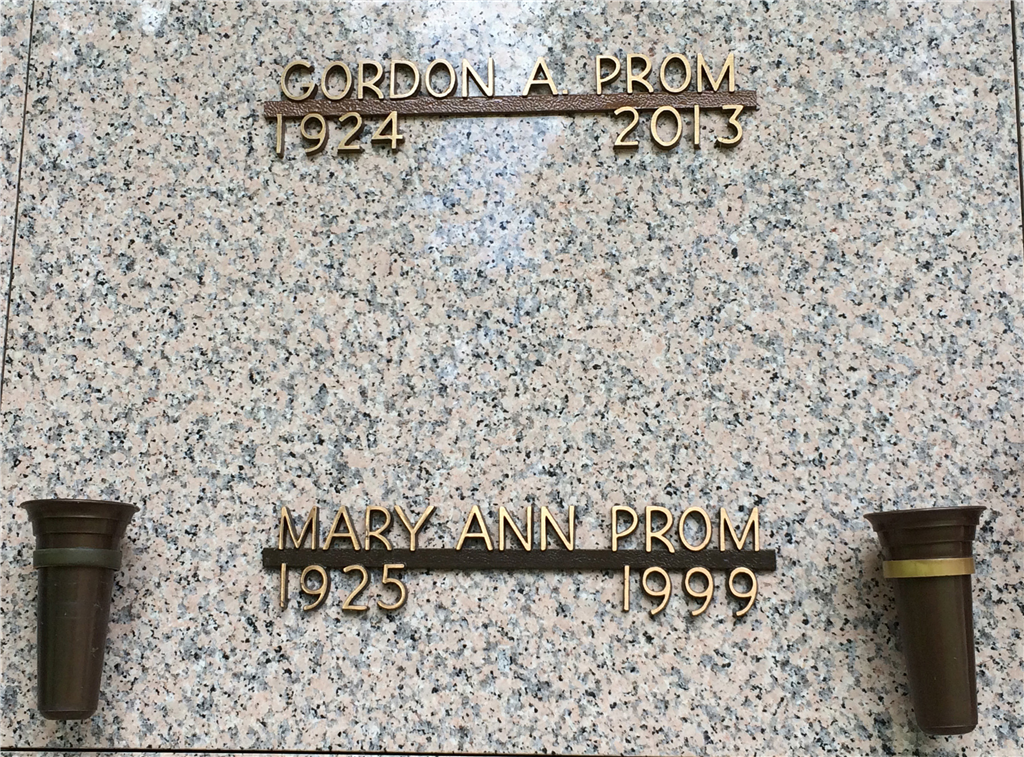 GORDON A. PROM
1924 2013
MARY ANN PROM
1925 1999